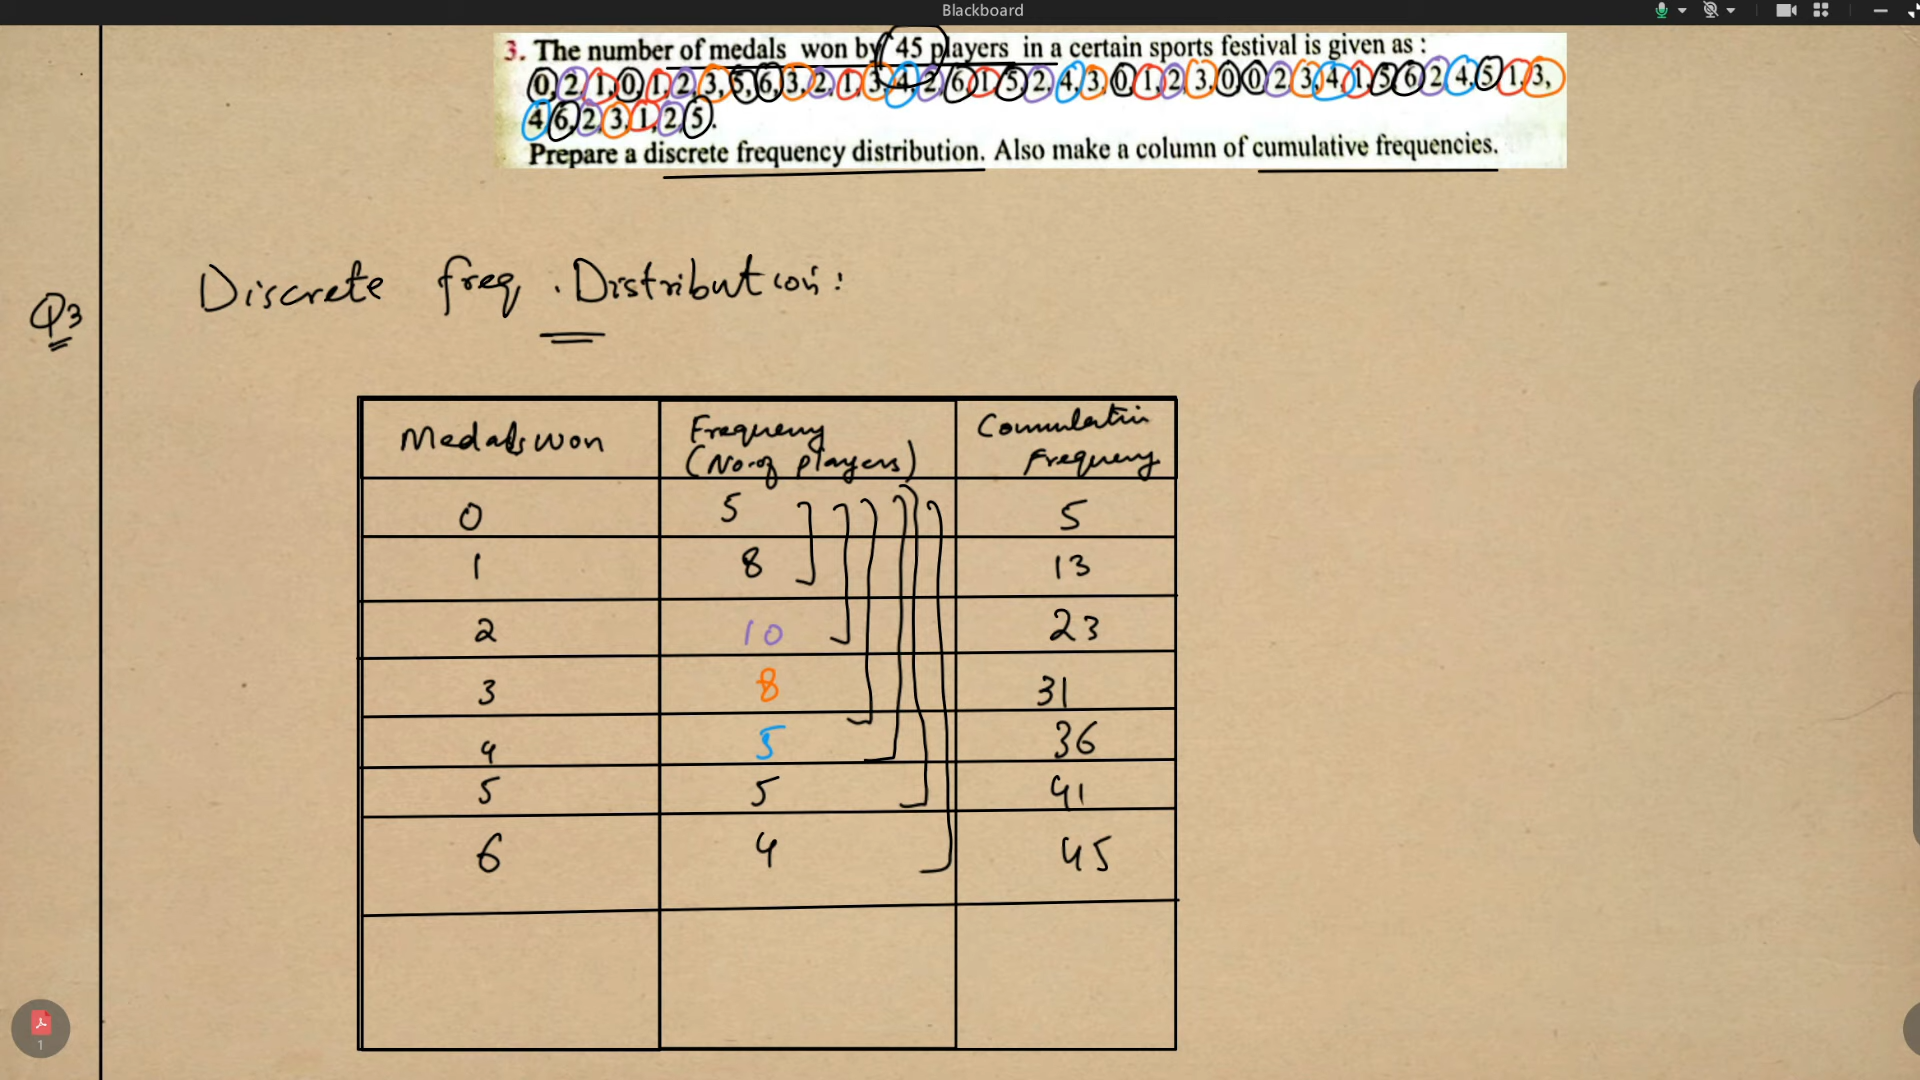 Blackboard
3. The number of medals won by 45 players in a certain sports festival is given as :
0, 2, 1, 0, 1, 2, 3, 5, 6, 3, 2, 1, 3, 4, 2, 6, 1, 5, 2, 4, 3, 0, 1, 2, 3, 0, 0, 2, 3, 4, 1, 5, 6, 2, 4, 5, 1, 3,
4, 6, 2, 3, 1, 2, 5.
Prepare a discrete frequency distribution. Also make a column of cumulative frequencies.
Q3 Discrete freq. Distribution:
Medals won Frequency (No. of players) Commulative Frequency
0 5 5
1 8 13
2 10 23
3 8 31
4 5 36
5 5 41
6 4 45
1